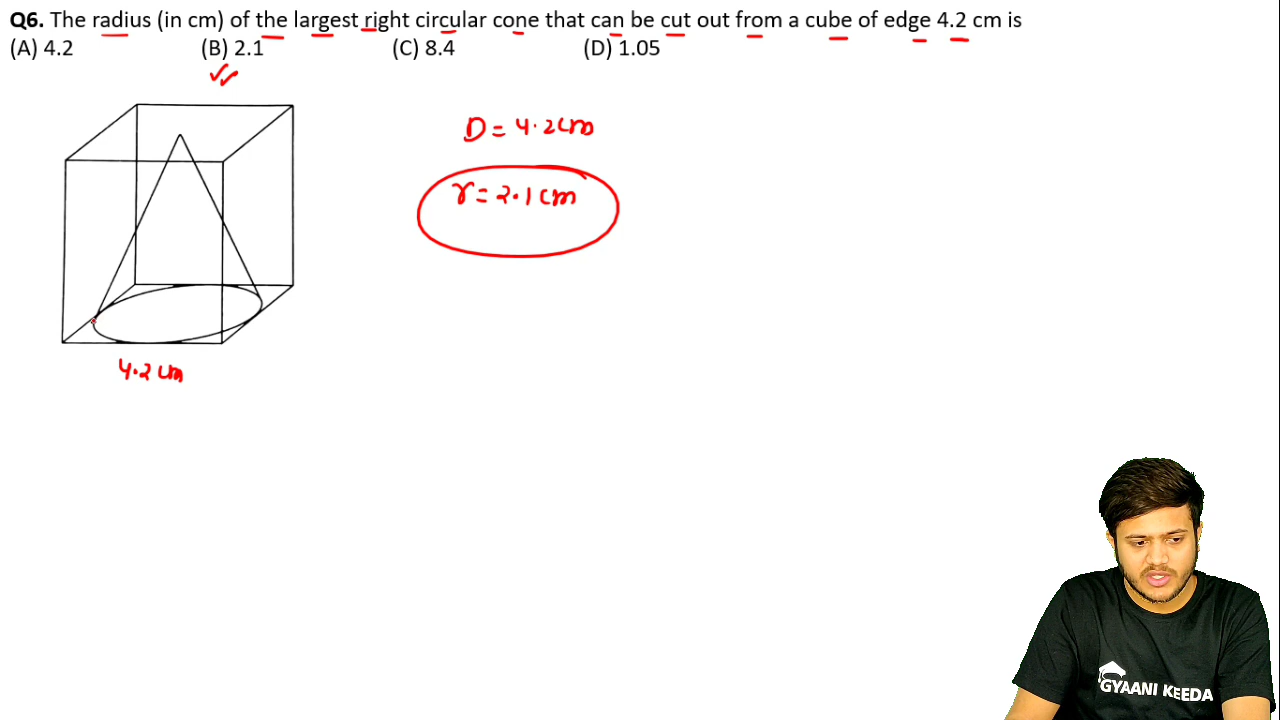 Q6. The radius (in cm) of the largest right circular cone that can be cut out from a cube of edge 4.2 cm is
(A) 4.2 (B) 2.1 (C) 8.4 (D) 1.05
D = 4.2cm
r = 2.1cm
4.2 cm
GYAANI KEEDA